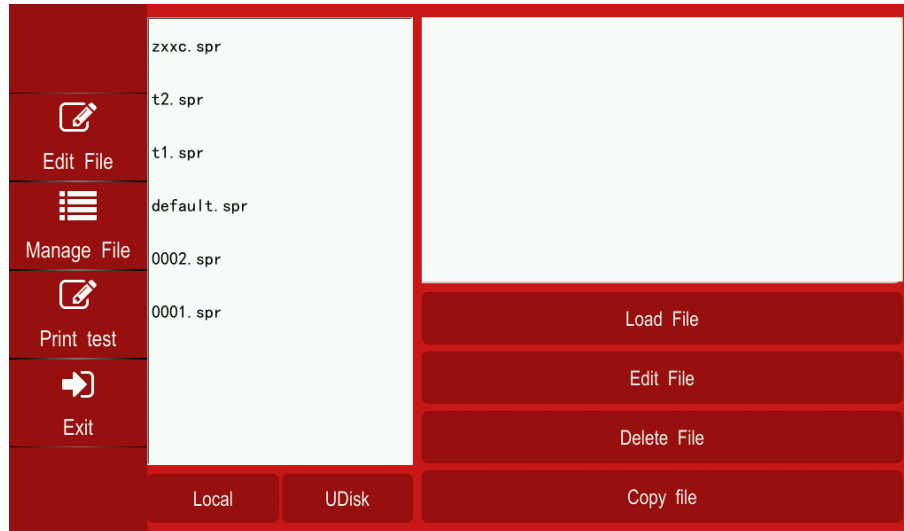 Edit File
Manage File
Print test
Exit
zxxc.spr
t2.spr
t1.spr
default.spr
0002.spr
0001.spr
Local
UDisk
Load File
Edit File
Delete File
Copy file